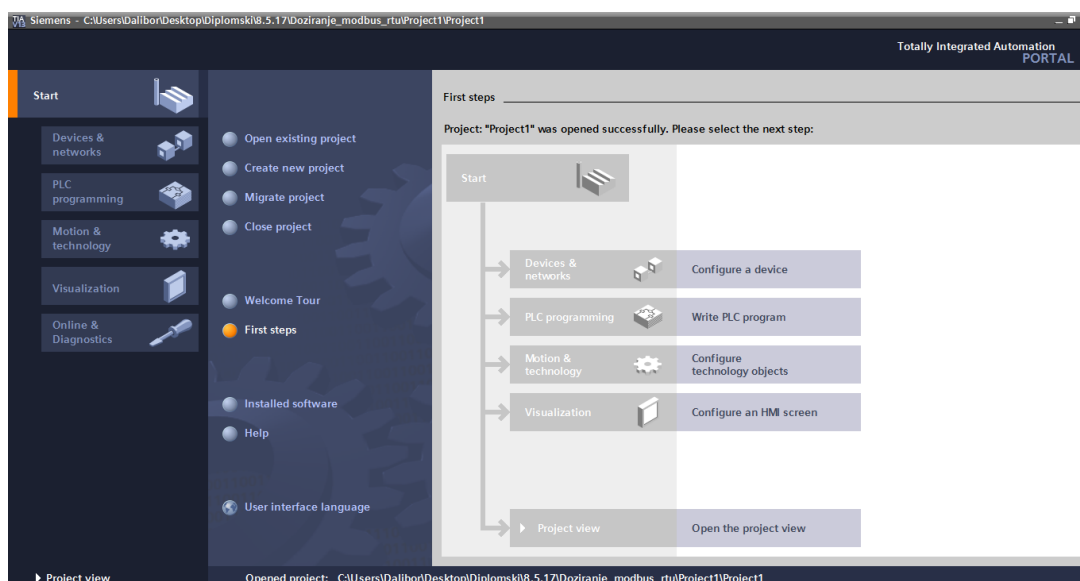 Siemens - C:\Users\Dalibor\Desktop\Diplomski\8.5.17\Doziranje_modbus_rtu\Project1\Project1
Totally Integrated Automation
PORTAL
Start
Devices &
networks
PLC
programming
Motion &
technology
Visualization
Online &
Diagnostics
Open existing project
Create new project
Migrate project
Close project
Welcome Tour
First steps
Installed software
Help
User interface language
First steps
Project: "Project1" was opened successfully. Please select the next step:
Start
Devices &
networks
Configure a device
PLC programming
Write PLC program
Motion &
technology
Configure
technology objects
Visualization
Configure an HMI screen
Project view
Open the project view
Project view
Opened project: C:\Users\Dalibor\Desktop\Diplomski\8.5.17\Doziranje_modbus_rtu\Project1\Project1